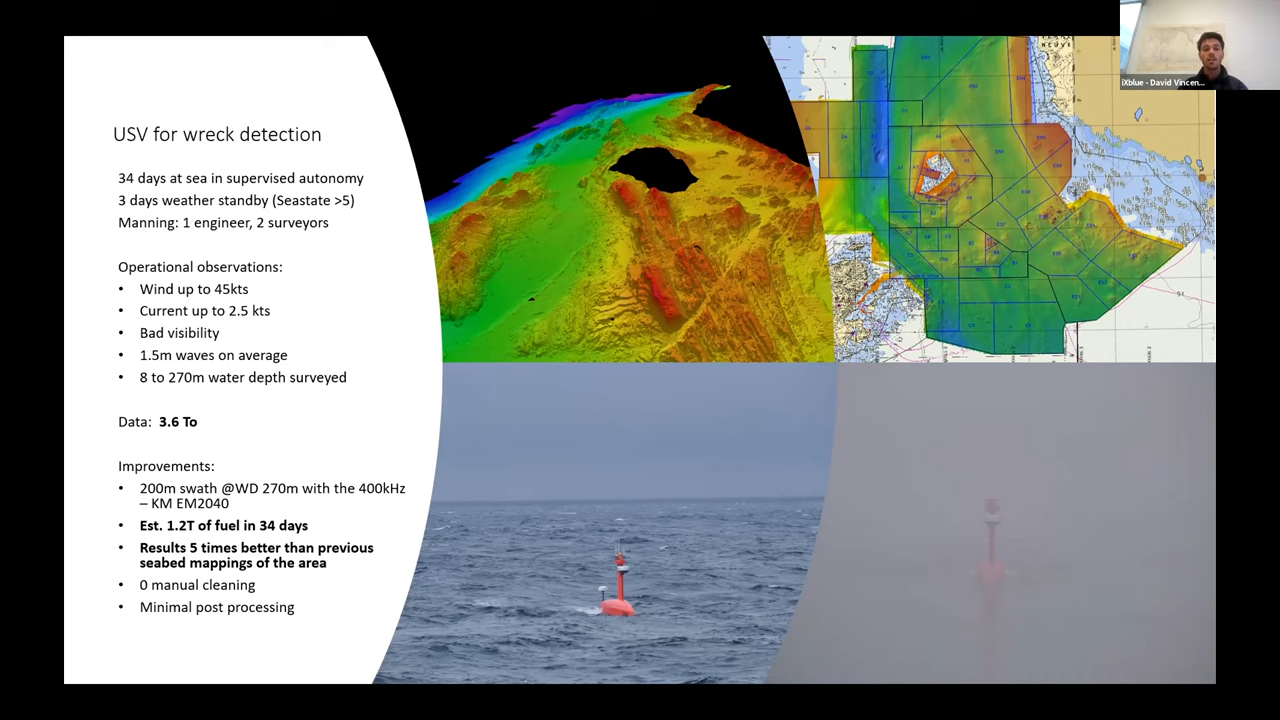 USV for wreck detection
34 days at sea in supervised autonomy
3 days weather standby (Seastate >5)
Manning: 1 engineer, 2 surveyors
Operational observations:
• Wind up to 45kts
• Current up to 2.5 kts
• Bad visibility
• 1.5m waves on average
• 8 to 270m water depth surveyed
Data: 3.6 To
Improvements:
• 200m swath @WD 270m with the 400kHz
– KM EM2040
• Est. 1.2T of fuel in 34 days
• Results 5 times better than previous
seabed mappings of the area
• 0 manual cleaning
• Minimal post processing
iXblue - David Vincen...